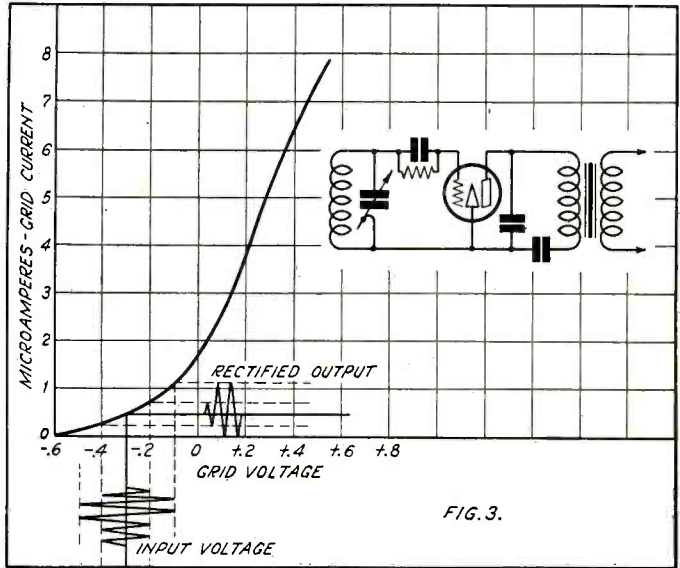 MICROAMPERES-GRID CURRENT
8
7
6
5
4
3
2
1
0
RECTIFIED OUTPUT
-.6 -.4 -.2 0 +.2 +.4 +.6 +.8
GRID VOLTAGE
INPUT VOLTAGE
FIG.3.